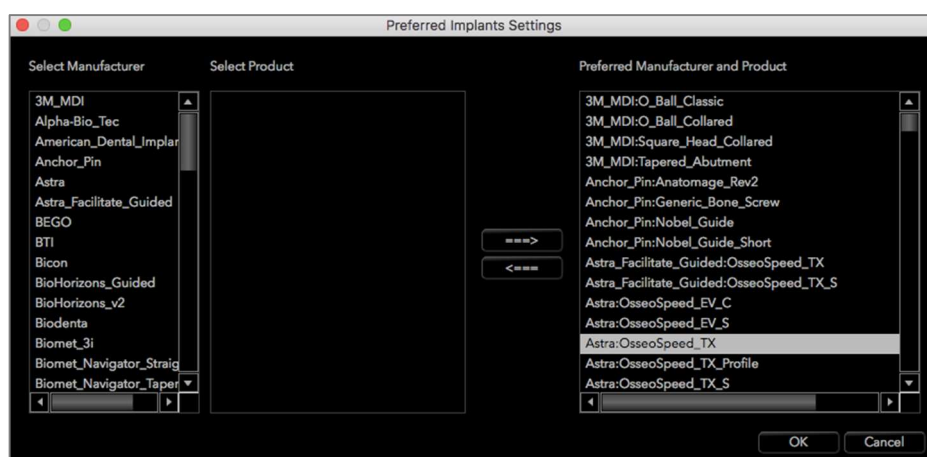 Preferred Implants Settings
Select Manufacturer
Select Product
Preferred Manufacturer and Product
3M_MDI
Alpha-Bio_Tec
American_Dental_Implar
Anchor_Pin
Astra
Astra_Facilitate_Guided
BEGO
BTI
Bicon
BioHorizons_Guided
BioHorizons_v2
Biodenta
Biomet_3i
Biomet_Navigator_Straig
Biomet_Navigator_Taper
===>
<===
3M_MDI:O_Ball_Classic
3M_MDI:O_Ball_Collared
3M_MDI:Square_Head_Collared
3M_MDI:Tapered_Abutment
Anchor_Pin:Anatomage_Rev2
Anchor_Pin:Generic_Bone_Screw
Anchor_Pin:Nobel_Guide
Anchor_Pin:Nobel_Guide_Short
Astra_Facilitate_Guided:OsseoSpeed_TX
Astra_Facilitate_Guided:OsseoSpeed_TX_S
Astra:OsseoSpeed_EV_C
Astra:OsseoSpeed_EV_S
Astra:OsseoSpeed_TX
Astra:OsseoSpeed_TX_Profile
Astra:OsseoSpeed_TX_S
OK
Cancel